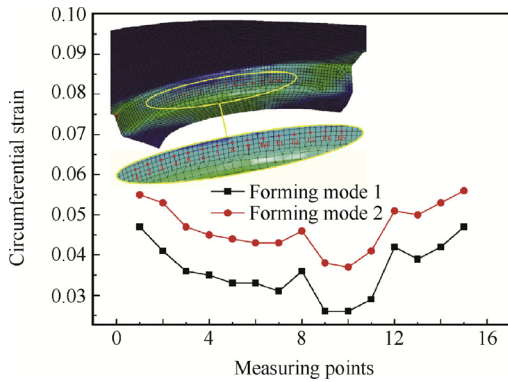 0.10
0.09
0.08
0.07
0.06
0.05
0.04
0.03
Circumferential strain
Forming mode 1
Forming mode 2
0 4 8 12 16
Measuring points